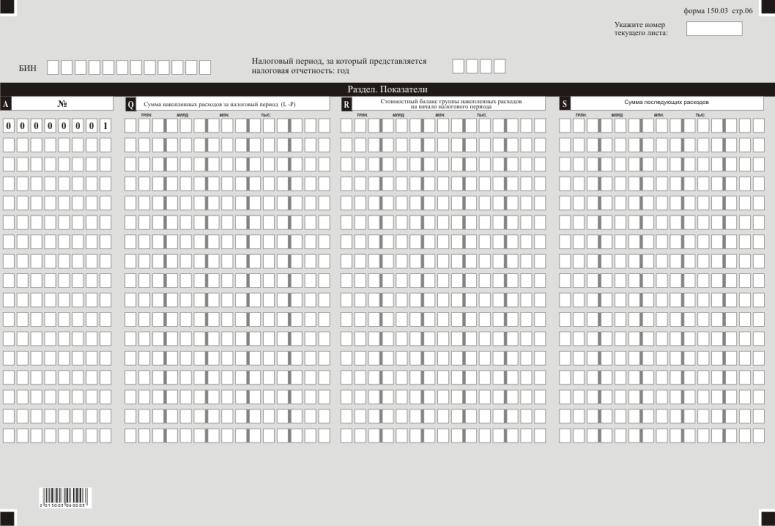 форма 150.03 стр.06
Укажите номер
текущего листа:
БИН
Налоговый период, за который представляется
налоговая отчетность: год
Раздел. Показатели
A №
Q Сумма накопленных расходов за налоговый период (L -P)
R Стоимостный баланс группы накопленных расходов
на начало налогового периода
S Сумма последующих расходов
трлн. млрд. млн. тыс. трлн. млрд. млн. тыс. трлн. млрд. млн. тыс.
0 0 0 0 0 0 0 1